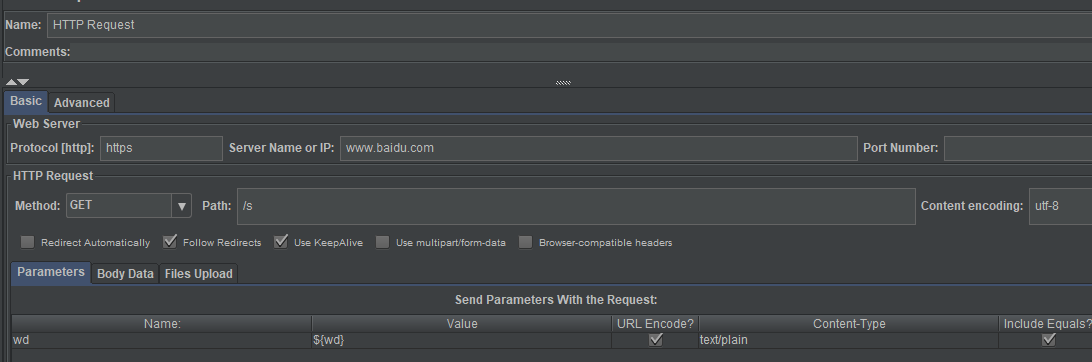 Name: HTTP Request
Comments:
Basic Advanced
Web Server
Protocol [http]: https Server Name or IP: www.baidu.com Port Number:
HTTP Request
Method: GET Path: /s Content encoding: utf-8
Redirect Automatically Follow Redirects Use KeepAlive Use multipart/form-data Browser-compatible headers
Parameters Body Data Files Upload
Send Parameters With the Request:
Name: Value URL Encode? Content-Type Include Equals?
wd ${wd} text/plain